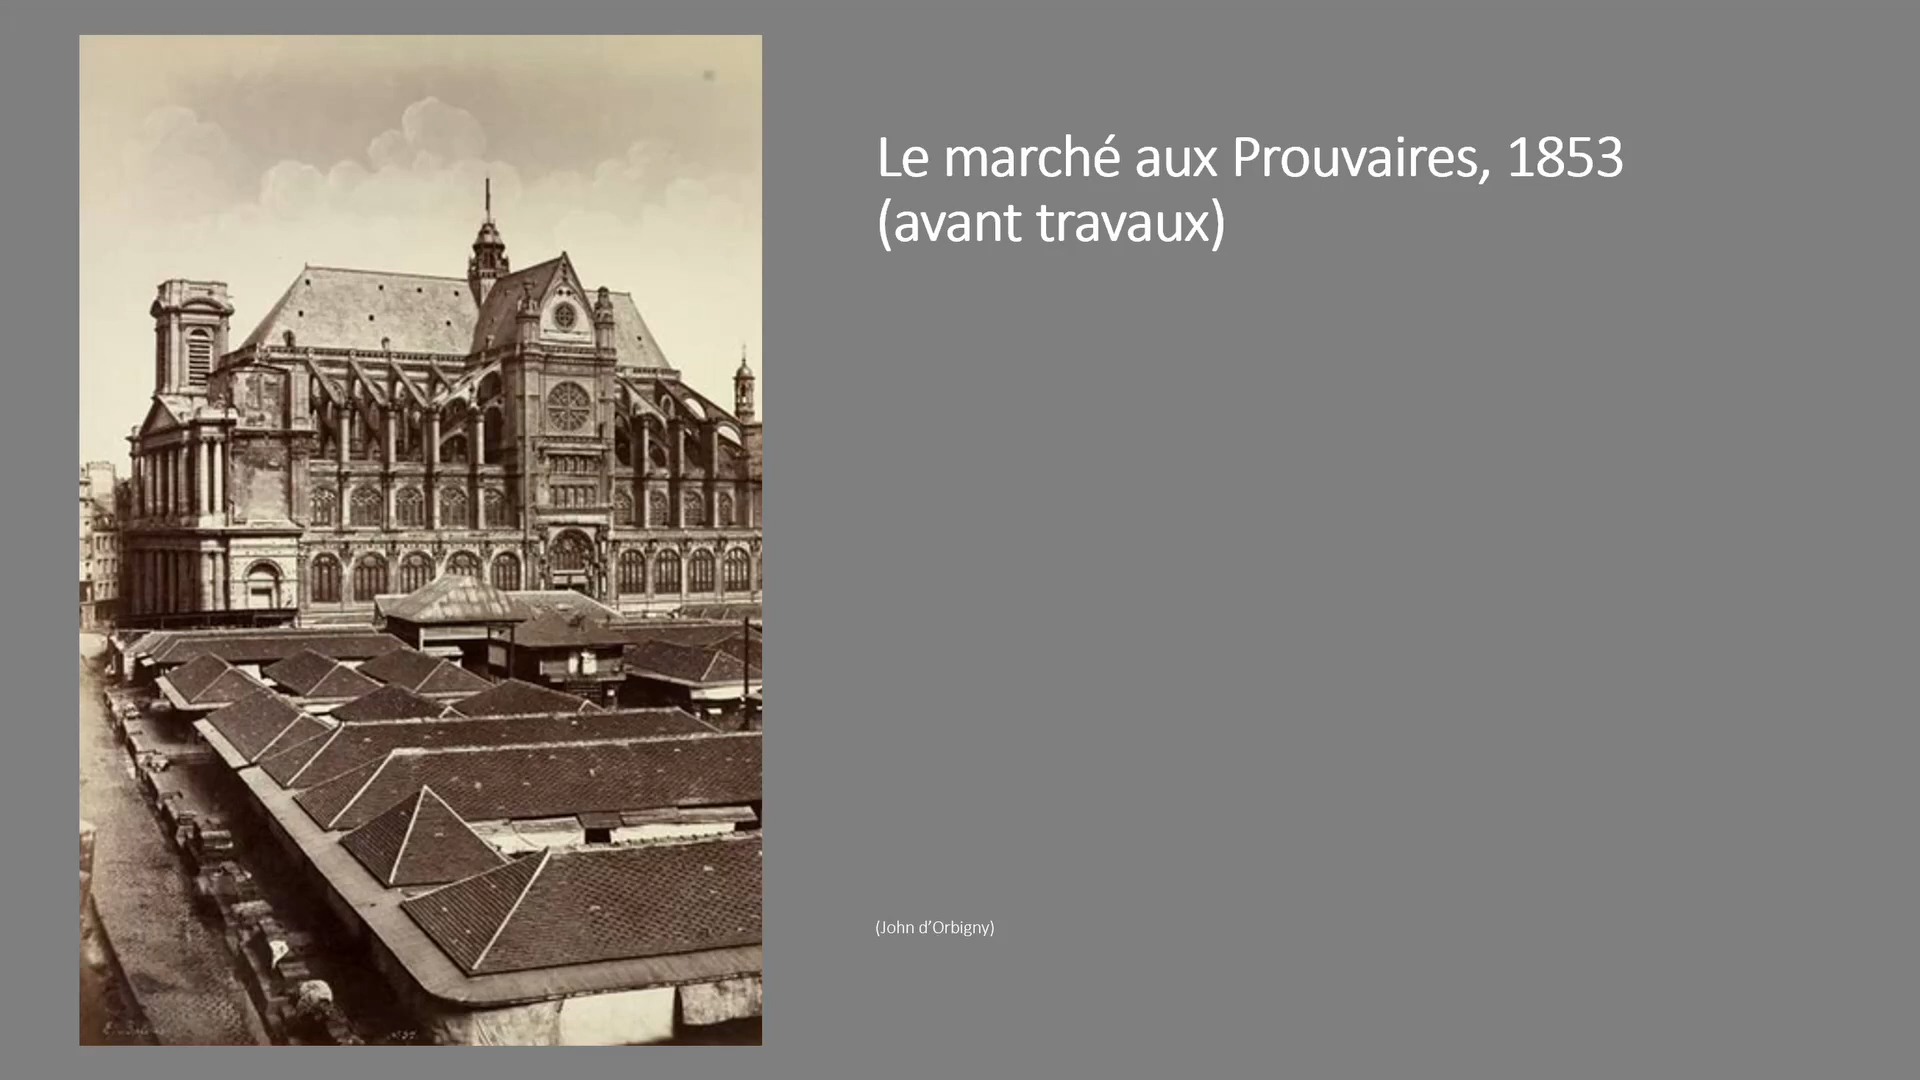 Le marché aux Prouvaires, 1853
(avant travaux)
(John d’Orbigny)